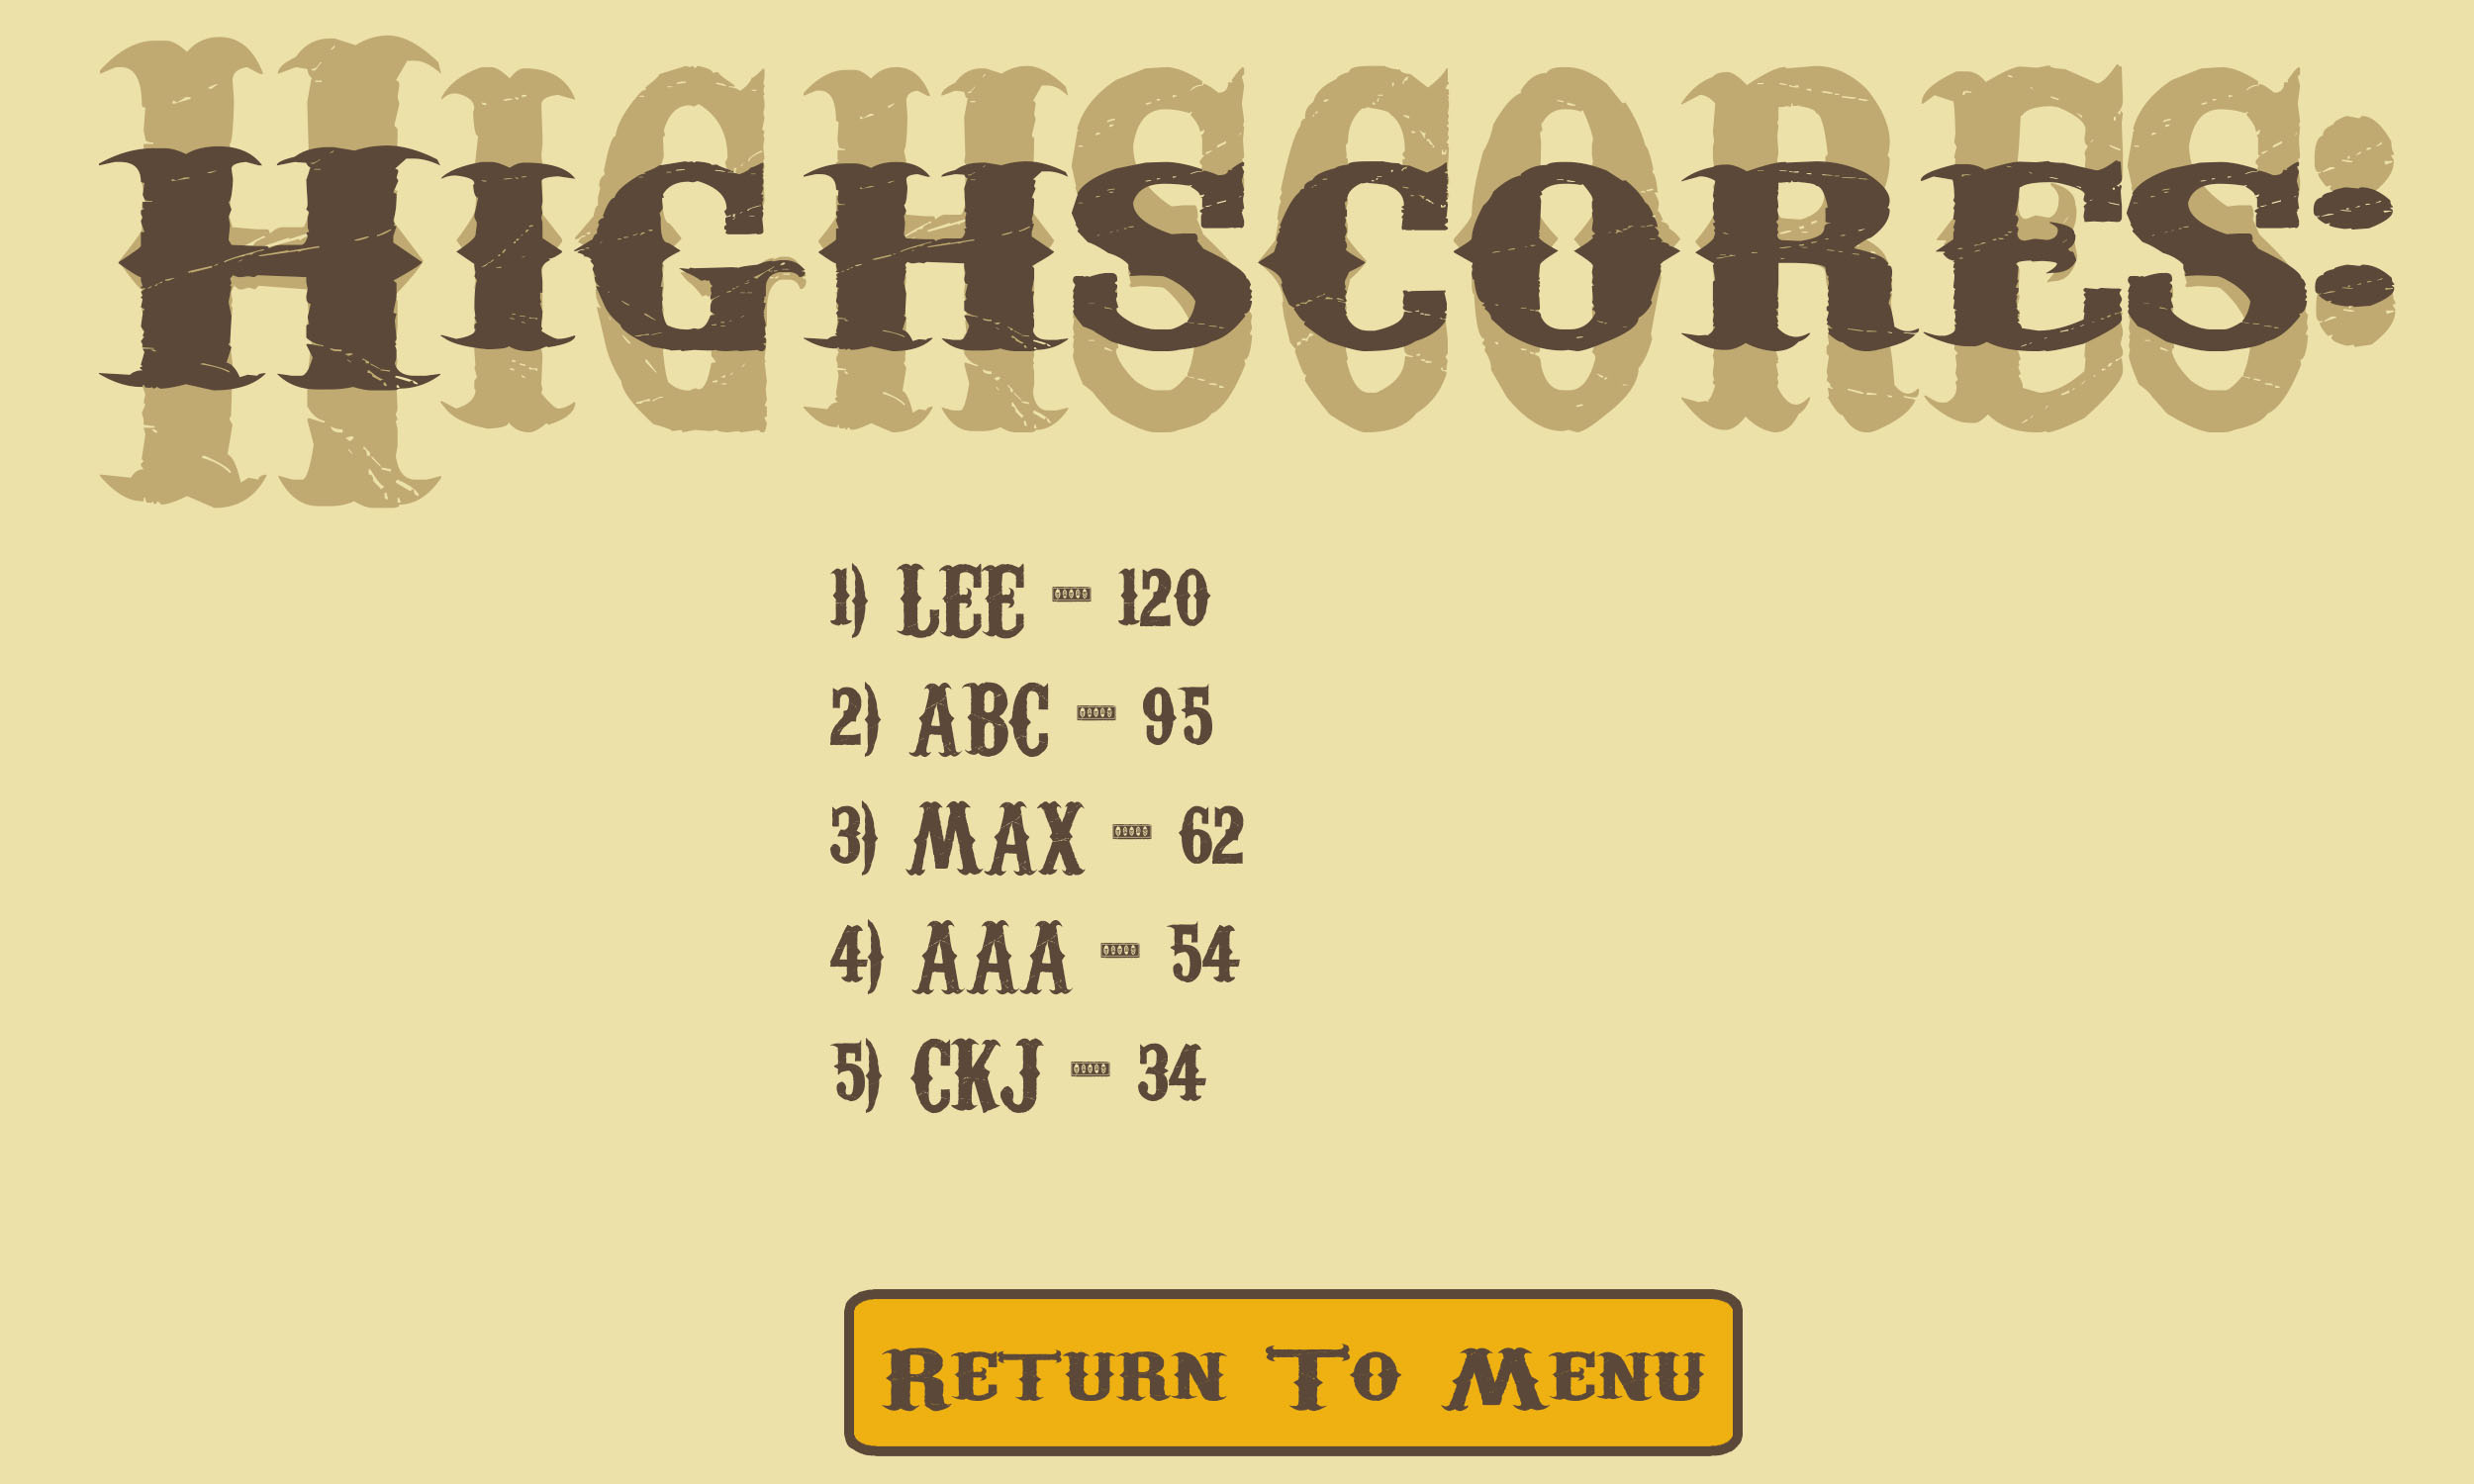 Highscores:
1) LEE - 120
2) ABC - 95
3) MAX - 62
4) AAA - 54
5) CKJ - 34
Return To Menu